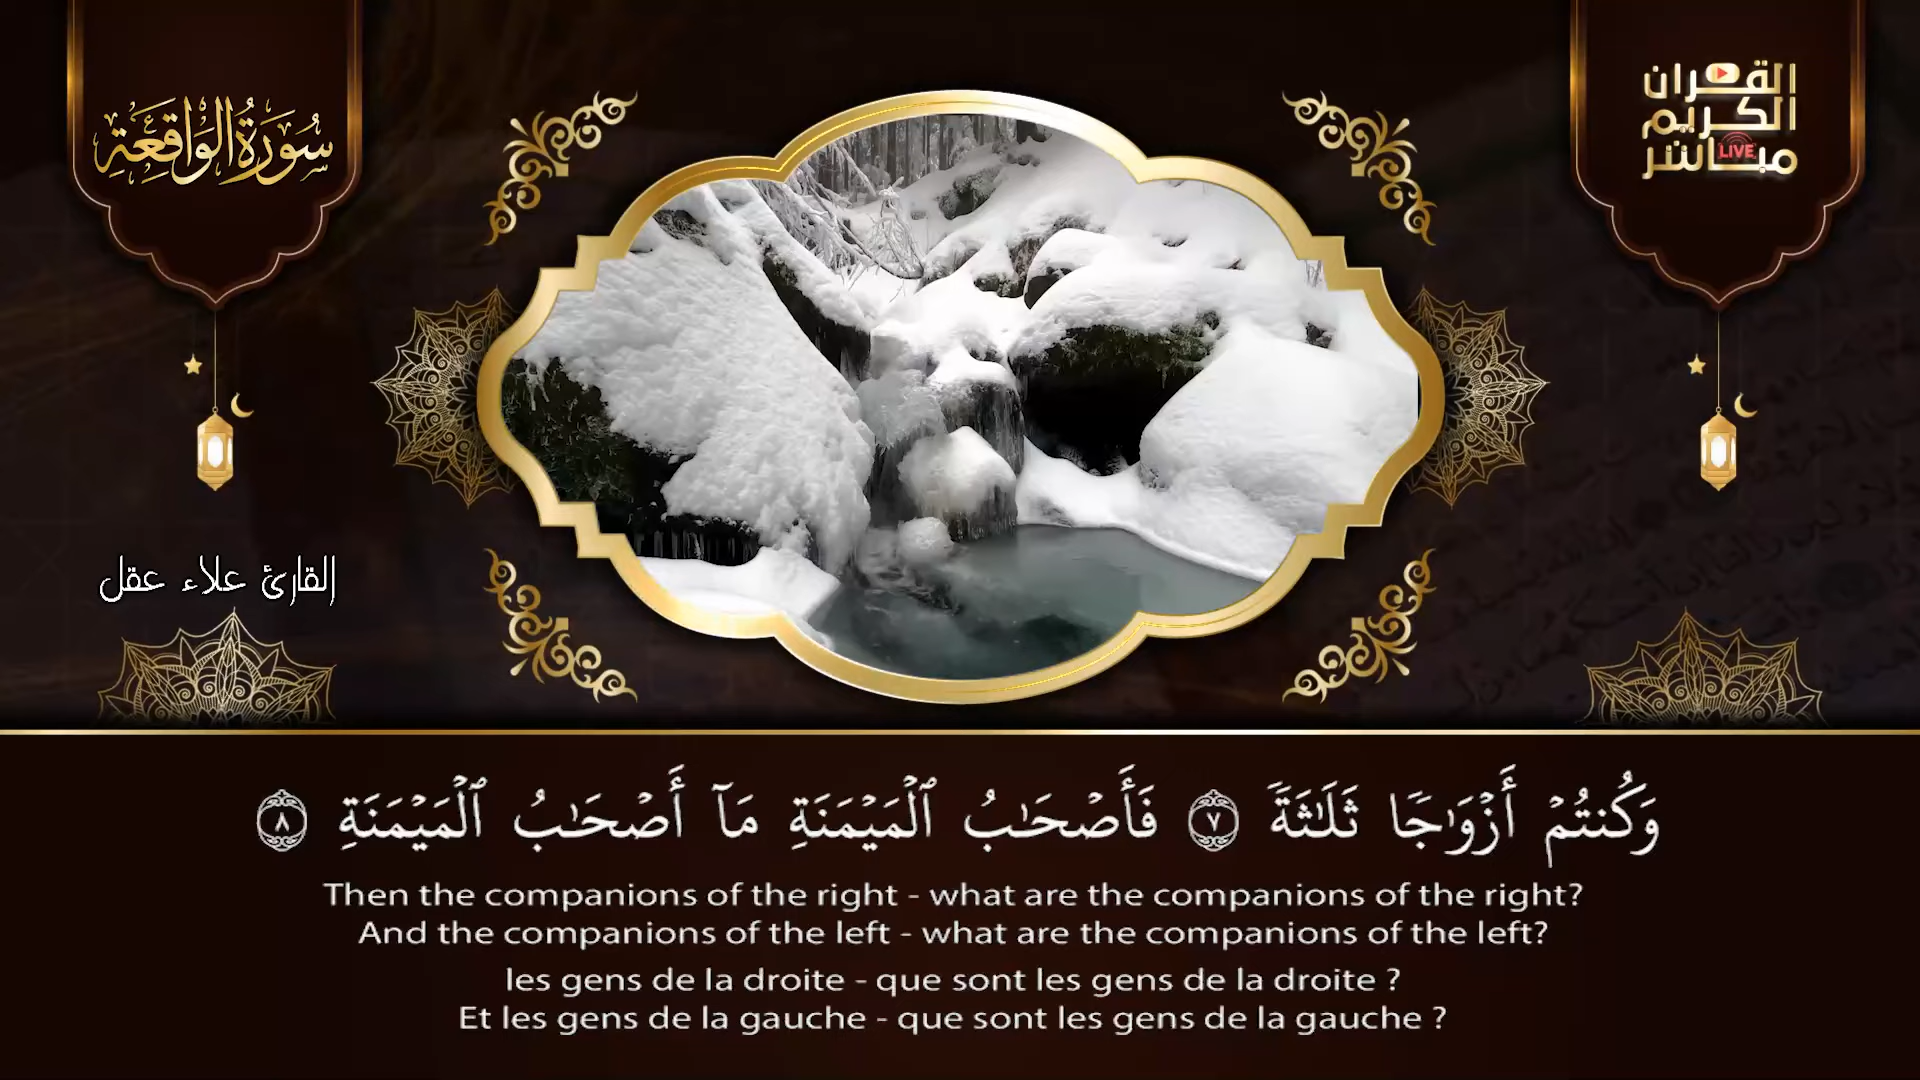 سُورَةُ الوَاقِعَةِ
القرآن
الكريم
مباشر
LIVE
القارئ علاء عقل
وَكُنتُمْ أَزْوَٰجًا ثَلَٰثَةً ٧ فَأَصْحَٰبُ ٱلْمَيْمَنَةِ مَآ أَصْحَٰبُ ٱلْمَيْمَنَةِ ٨
Then the companions of the right - what are the companions of the right?
And the companions of the left - what are the companions of the left?
les gens de la droite - que sont les gens de la droite ?
Et les gens de la gauche - que sont les gens de la gauche ?